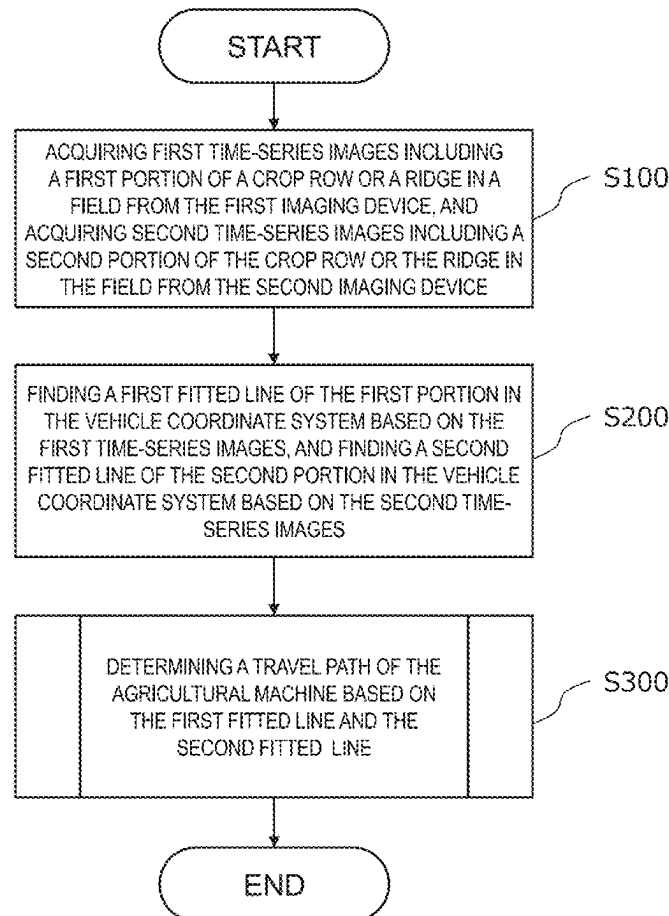 START
ACQUIRING FIRST TIME-SERIES IMAGES INCLUDING
A FIRST PORTION OF A CROP ROW OR A RIDGE IN A
FIELD FROM THE FIRST IMAGING DEVICE, AND
ACQUIRING SECOND TIME-SERIES IMAGES INCLUDING A
SECOND PORTION OF THE CROP ROW OR THE RIDGE IN
THE FIELD FROM THE SECOND IMAGING DEVICE
S100
FINDING A FIRST FITTED LINE OF THE FIRST PORTION IN
THE VEHICLE COORDINATE SYSTEM BASED ON THE
FIRST TIME-SERIES IMAGES, AND FINDING A SECOND
FITTED LINE OF THE SECOND PORTION IN THE VEHICLE
COORDINATE SYSTEM BASED ON THE SECOND TIME-
SERIES IMAGES
S200
DETERMINING A TRAVEL PATH OF THE
AGRICULTURAL MACHINE BASED ON
THE FIRST FITTED LINE AND THE
SECOND FITTED LINE
S300
END